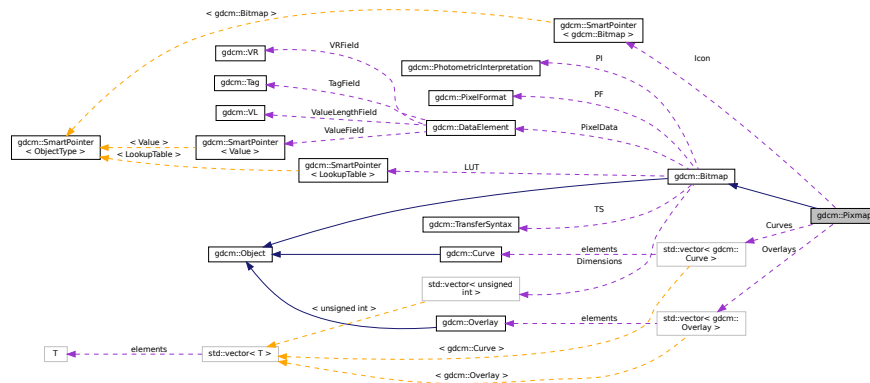 < gdcm::Bitmap >
gdcm::SmartPointer
< gdcm::Bitmap >
VRField
gdcm::VR
PI
Icon
gdcm::PhotometricInterpretation
gdcm::Tag
TagField
PF
gdcm::PixelFormat
gdcm::VL
ValueLengthField
gdcm::DataElement
PixelData
ValueField
gdcm::SmartPointer
< ObjectType >
< Value >
gdcm::SmartPointer
< Value >
< LookupTable >
gdcm::SmartPointer
< LookupTable >
LUT
gdcm::Bitmap
TS
gdcm::Pixmap
gdcm::TransferSyntax
Curves
gdcm::Object
gdcm::Curve
elements
Dimensions
std::vector< gdcm::
Curve >
Overlays
std::vector< unsigned
int >
< unsigned int >
gdcm::Overlay
elements
std::vector< gdcm::
Overlay >
T
elements
std::vector< T >
< gdcm::Curve >
< gdcm::Overlay >